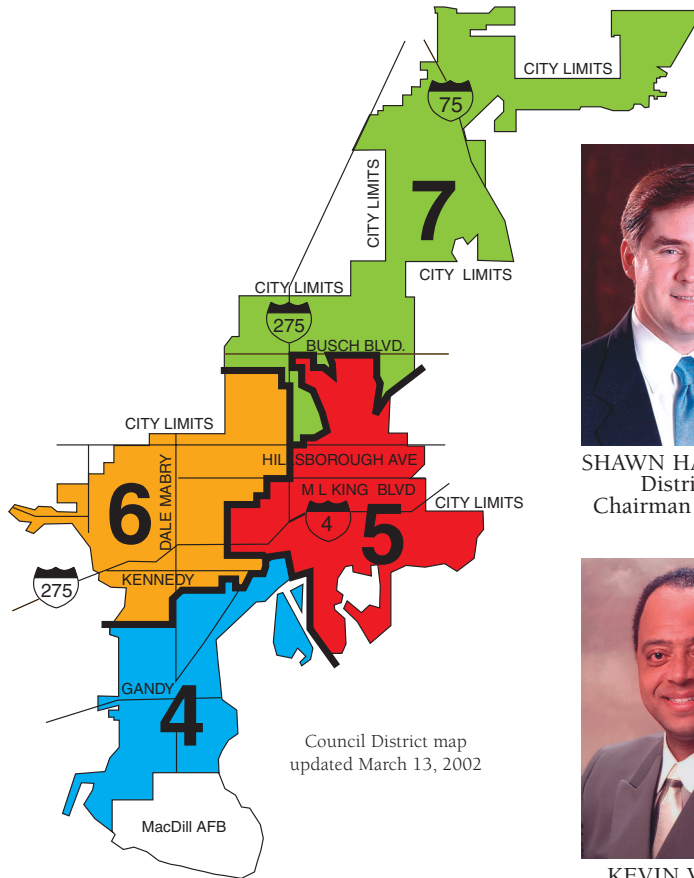 CITY LIMITS
75
CITY LIMITS
7
CITY LIMITS
CITY LIMITS
275
BUSCH BLVD.
CITY LIMITS
HILLSBOROUGH AVE
DALE MABRY
6
M L KING BLVD
CITY LIMITS
4
5
275
KENNEDY
GANDY
4
MacDill AFB
Council District map
updated March 13, 2002
SHAWN
Chairman
KEVIN